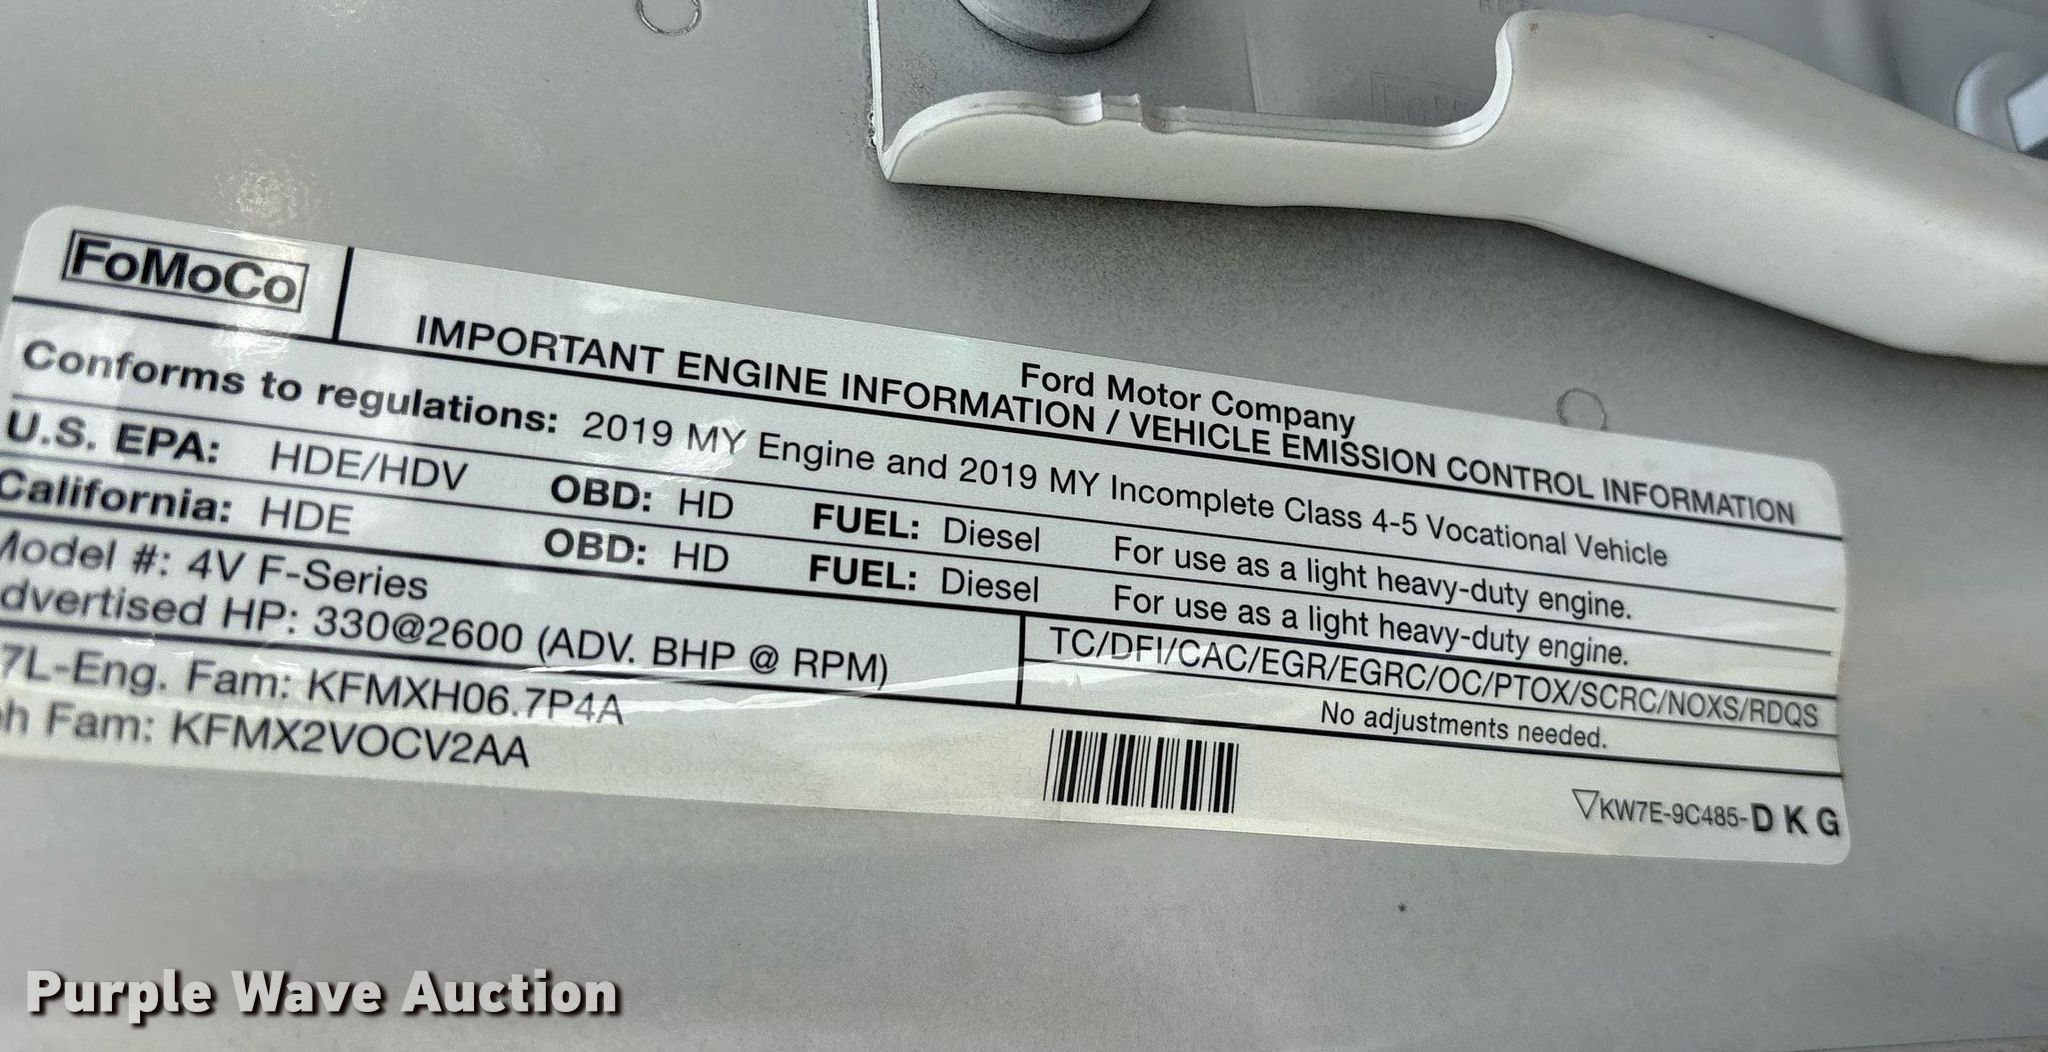 FoMoCo
Ford Motor Company
IMPORTANT ENGINE INFORMATION / VEHICLE EMISSION CONTROL INFORMATION
Conforms to regulations: 2019 MY Engine and 2019 MY Incomplete Class 4-5 Vocational Vehicle
U.S. EPA: HDE/HDV OBD: HD FUEL: Diesel For use as a light heavy-duty engine.
California: HDE OBD: HD FUEL: Diesel For use as a light heavy-duty engine.
Model #: 4V F-Series
dvertised HP: 330@2600 (ADV. BHP @ RPM)
TC/DFI/CAC/EGR/EGRC/OC/PTOX/SCRC/NOXS/RDQS
7L-Eng. Fam: KFMXH06.7P4A
No adjustments needed.
h Fam: KFMX2VOCV2AA
▽KW7E-9C485-D K G
Purple Wave Auction